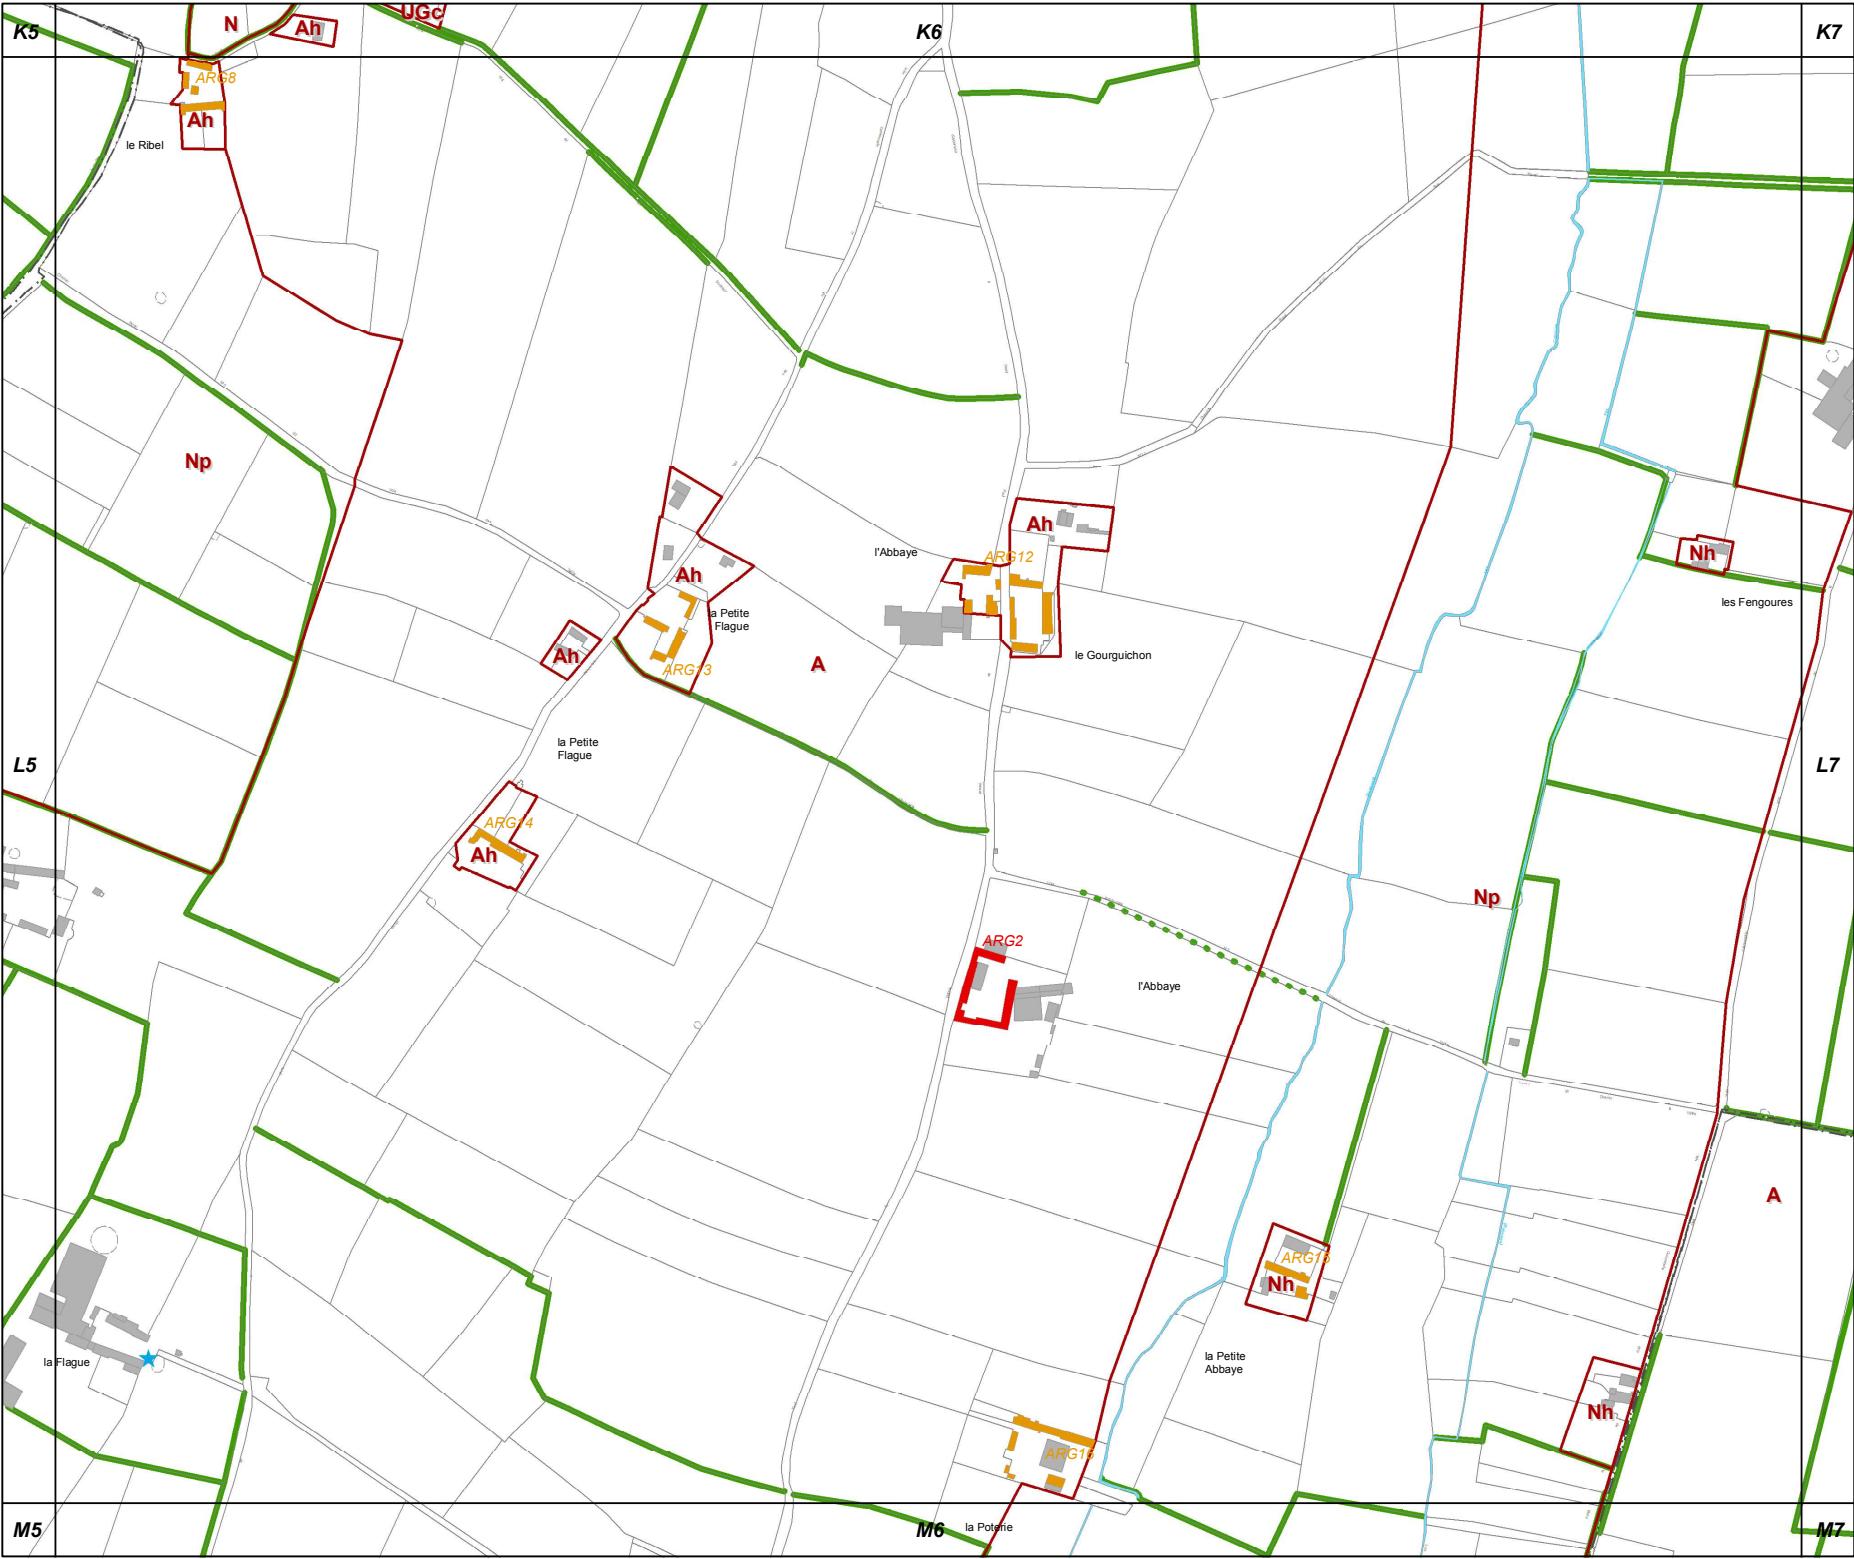 K5
N
Ah
UGc
K6
K7
ARG8
Ah
le Ribel
Np
Ah
l'Abbaye
ARG12
Ah
la Petite
Flague
Ah
ARG13
A
le Gourguichon
Nh
les Fengoures
la Petite
Flague
L5
L7
ARG14
Ah
Np
ARG2
l'Abbaye
A
ARG15
Nh
la Flague
la Petite
Abbaye
Nh
ARG16
M5
M6
la Poterie
M7